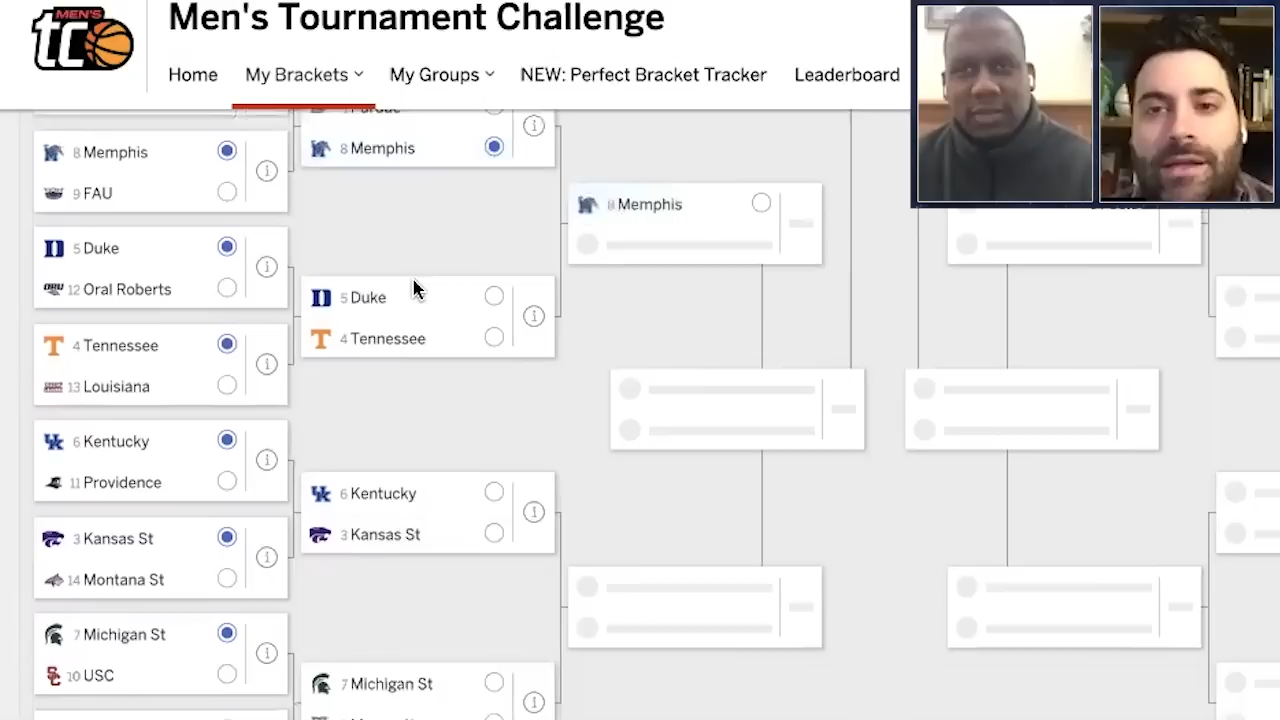 MEN'S
tc
Men's Tournament Challenge
Home My Brackets My Groups NEW: Perfect Bracket Tracker Leaderboard
8 Memphis
9 FAU
5 Duke
12 Oral Roberts
4 Tennessee
13 Louisiana
6 Kentucky
11 Providence
3 Kansas St
14 Montana St
7 Michigan St
10 USC
Purdue
8 Memphis
5 Duke
4 Tennessee
6 Kentucky
3 Kansas St
7 Michigan St
8 Memphis